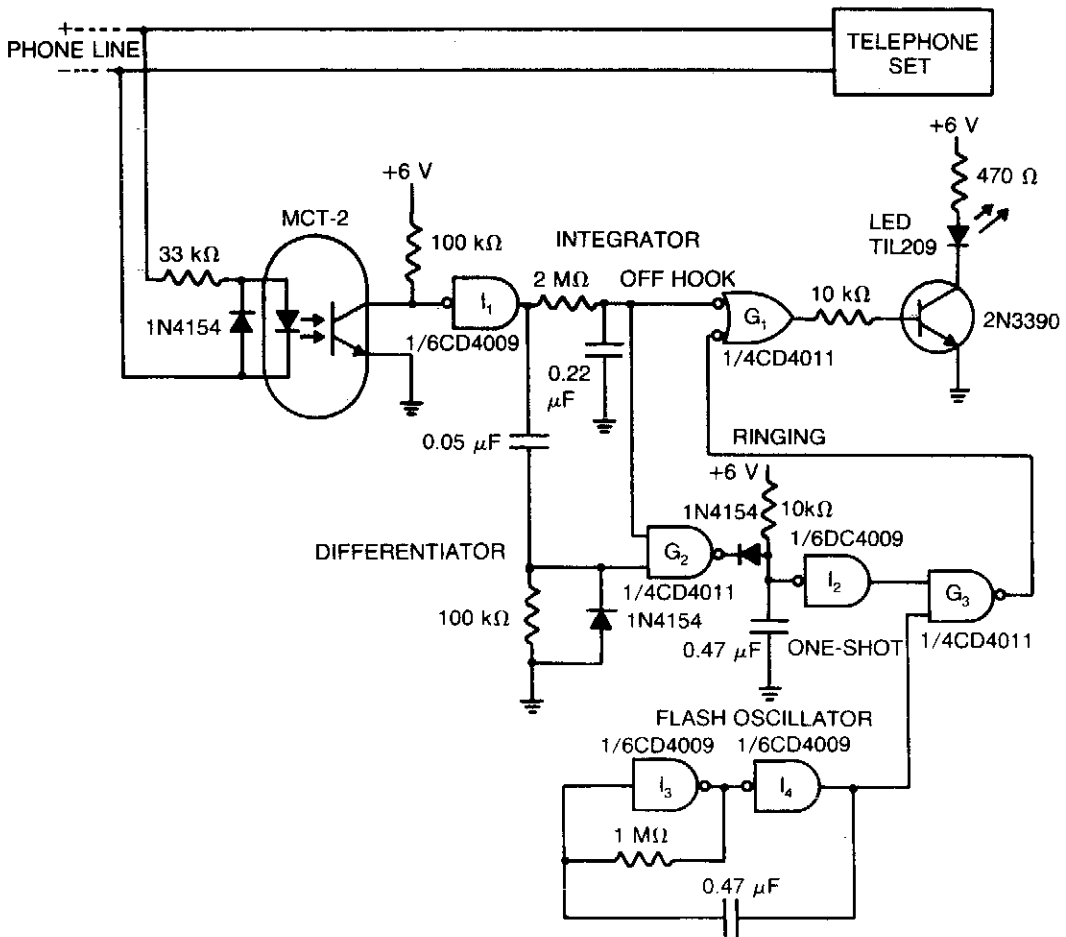 +
PHONE LINE
−
TELEPHONE
SET
+6 V
470 Ω
+6 V
MCT-2
LED
TIL209
33 kΩ
100 kΩ
INTEGRATOR
2 MΩ
OFF HOOK
10 kΩ
1N4154
I1
G1
2N3390
1/6CD4009
1/4CD4011
0.22
μF
0.05 μF
RINGING
+6 V
1N4154
10kΩ
1/6DC4009
DIFFERENTIATOR
G2
I2
G3
1/4CD4011
100 kΩ
1N4154
0.47 μF
ONE-SHOT
1/4CD4011
FLASH OSCILLATOR
1/6CD4009
1/6CD4009
I3
I4
1 MΩ
0.47 μF